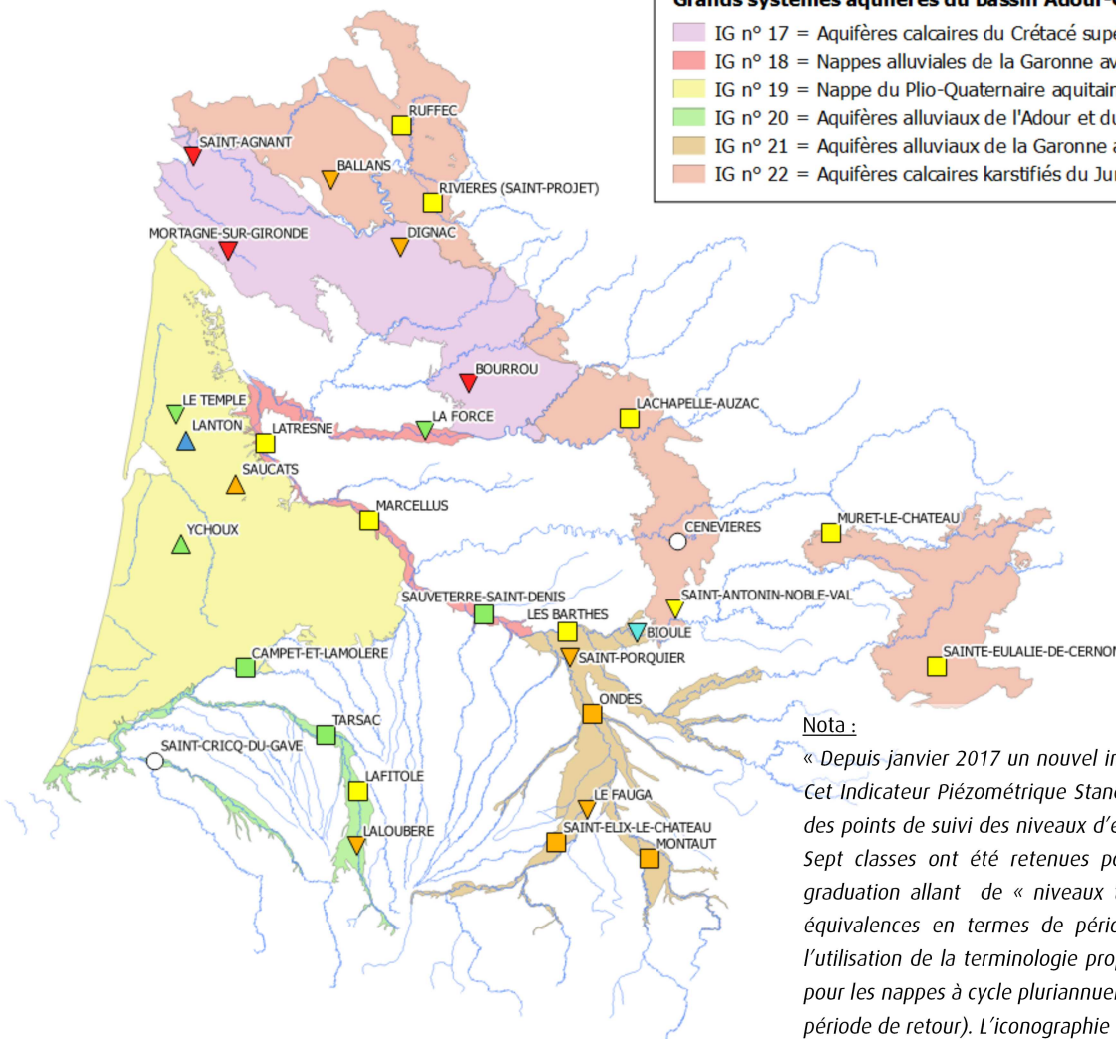 Grands systèmes aquifères du bassin Adour-
IG n° 17 = Aquifères calcaires du Crétacé supé
IG n° 18 = Nappes alluviales de la Garonne av
IG n° 19 = Nappe du Plio-Quaternaire aquitain
IG n° 20 = Aquifères alluviaux de l'Adour et du
IG n° 21 = Aquifères alluviaux de la Garonne a
IG n° 22 = Aquifères calcaires karstifiés du Jur
RUFFEC
SAINT-AGNANT
BALLANS
RIVIERES (SAINT-PROJET)
MORTAGNE-SUR-GIRONDE
DIGNAC
BOURROU
LE TEMPLE
LACHAPELLE-AUZAC
LA FORCE
LANTON
LATRESNE
SAUCATS
MARCELLUS
MURET-LE-CHATEAU
YCHOUX
CENEVIERES
SAUVETERRE-SAINT-DENIS
SAINT-ANTONIN-NOBLE-VAL
LES BARTHES
BIOULE
CAMPET-ET-LAMOLERE
SAINT-PORQUIER
SAINTE-EULALIE-DE-CERNON
ONDES
TARSAC
SAINT-CRICQ-DU-GAVE
LAFITOLE
LE FAUGA
LALOUBERE
SAINT-ELIX-LE-CHATEAU
MONTAUT
Nota :
« Depuis janvier 2017 un nouvel in
Cet Indicateur Piézométrique Stand
des points de suivi des niveaux d'é
Sept classes ont été retenues po
graduation allant de « niveaux
équivalences en termes de pério
l'utilisation de la terminologie prop
pour les nappes à cycle pluriannuel
période de retour). L'iconographie